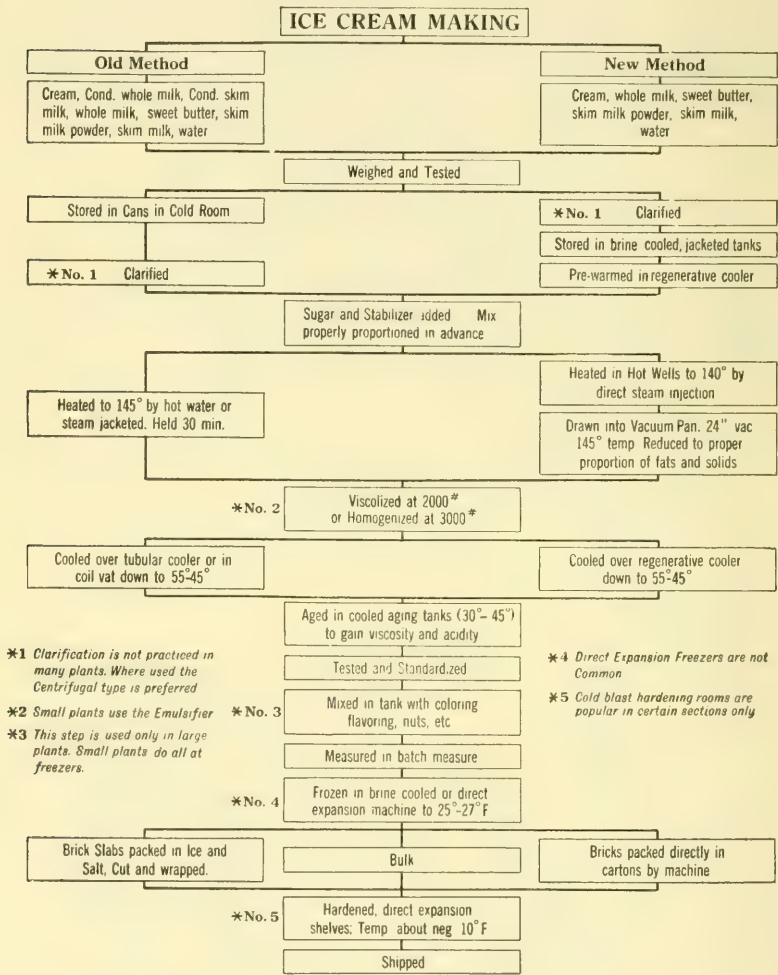 ICE CREAM MAKING
Old Method
Cream, Cond. whole milk, Cond. skim
milk, whole milk, sweet butter, skim
milk powder, skim milk, water
New Method
Cream, whole milk, sweet butter,
skim milk powder, skim milk,
water
Weighed and Tested
Stored in Cans in Cold Room
*No. 1 Clarified
*No. 1 Clarified
Stored in brine cooled, jacketed tanks
Pre-warmed in regenerative cooler
Sugar and Stabilizer added Mix
properly proportioned in advance
Heated to 145° by hot water or
steam jacketed. Held 30 min.
Heated in Hot Wells to 140° by
direct steam injection
Drawn into Vacuum Pan. 24" vac
145° temp Reduced to proper
proportion of fats and solids
*No. 2
Viscolized at 2000#
or Homogenized at 3000#
Cooled over tubular cooler or in
coil vat down to 55°-45°
Cooled over regenerative cooler
down to 55°-45°
Aged in cooled aging tanks (30°- 45°)
to gain viscosity and acidity
Tested and Standardized
*No. 3
Mixed in tank with coloring
flavoring, nuts, etc
Measured in batch measure
*No. 4
Frozen in brine cooled or direct
expansion machine to 25°-27°F
*1 Clarification is not practiced in
many plants. Where used the
Centrifugal type is preferred
*2 Small plants use the Emulsifier
*3 This step is used only in large
plants. Small plants do all at
freezers.
*4 Direct Expansion Freezers are not
Common
*5 Cold blast hardening rooms are
popular in certain sections only
Brick Slabs packed in Ice and
Salt, Cut and wrapped.
Bulk
Bricks packed directly in
cartons by machine
*No. 5
Hardened, direct expansion
shelves; Temp about neg 10°F
Shipped